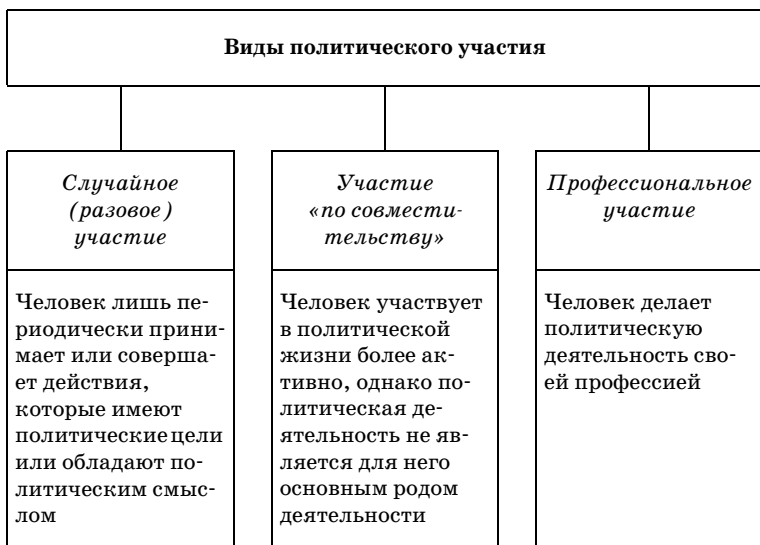 Виды политического участия
Случайное
(разовое)
участие
Человек лишь пе-
риодически прини-
мает или соверша-
ет действия,
которые имеют
политические цели
или обладают по-
литическим смыс-
лом
Участие
«по совмести-
тельству»
Человек участвует
в политической
жизни более ак-
тивно, однако по-
литическая де-
ятельность не яв-
ляется для него
основным родом
деятельности
Профессиональное
участие
Человек делает
политическую
деятельность сво-
ей профессией